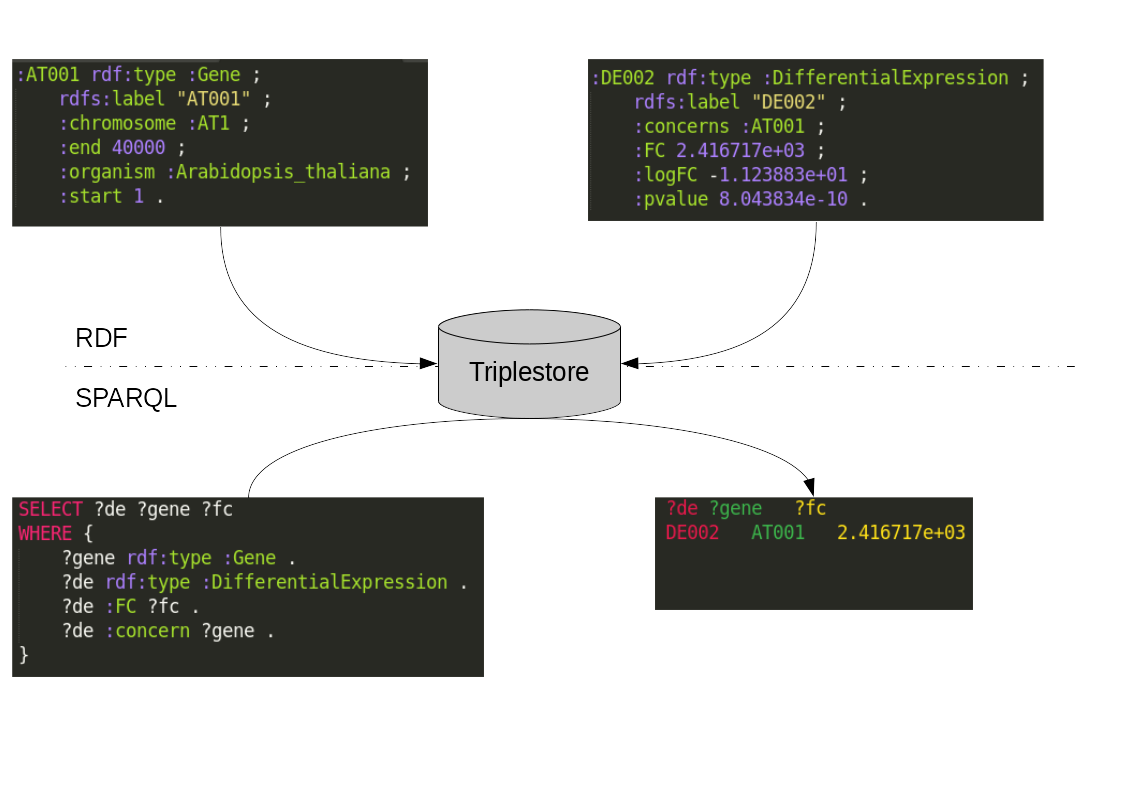 :AT001 rdf:type :Gene ;
rdfs:label "AT001" ;
:chromosome :AT1 ;
:end 40000 ;
:organism :Arabidopsis_thaliana ;
:start 1 .
:DE002 rdf:type :DifferentialExpression ;
rdfs:label "DE002" ;
:concerns :AT001 ;
:FC 2.416717e+03 ;
:logFC -1.123883e+01 ;
:pvalue 8.043834e-10 .
RDF
Triplestore
SPARQL
SELECT ?de ?gene ?fc
WHERE {
?gene rdf:type :Gene .
?de rdf:type :DifferentialExpression .
?de :FC ?fc .
?de :concern ?gene .
}
?de ?gene ?fc
DE002 AT001 2.416717e+03